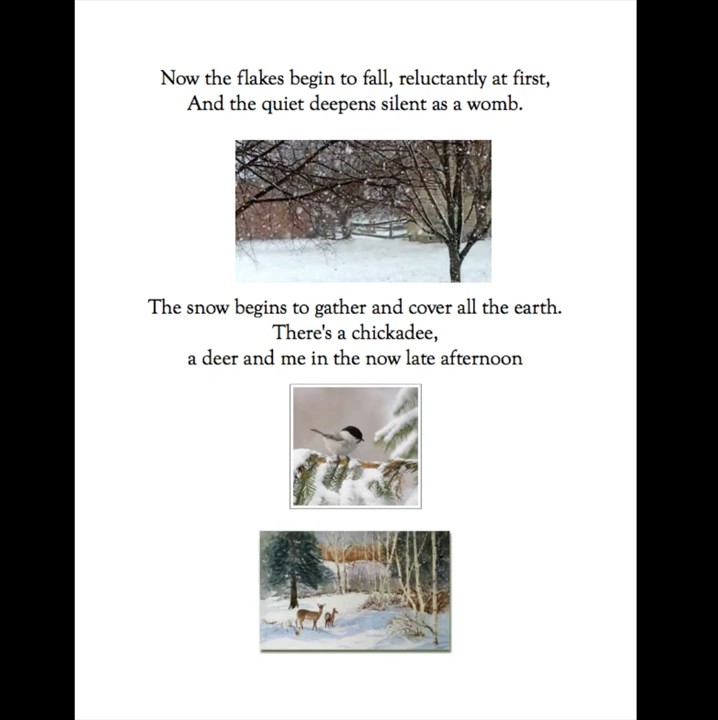 Now the flakes begin to fall, reluctantly at first,
And the quiet deepens silent as a womb.
The snow begins to gather and cover all the earth.
There's a chickadee,
a deer and me in the now late afternoon